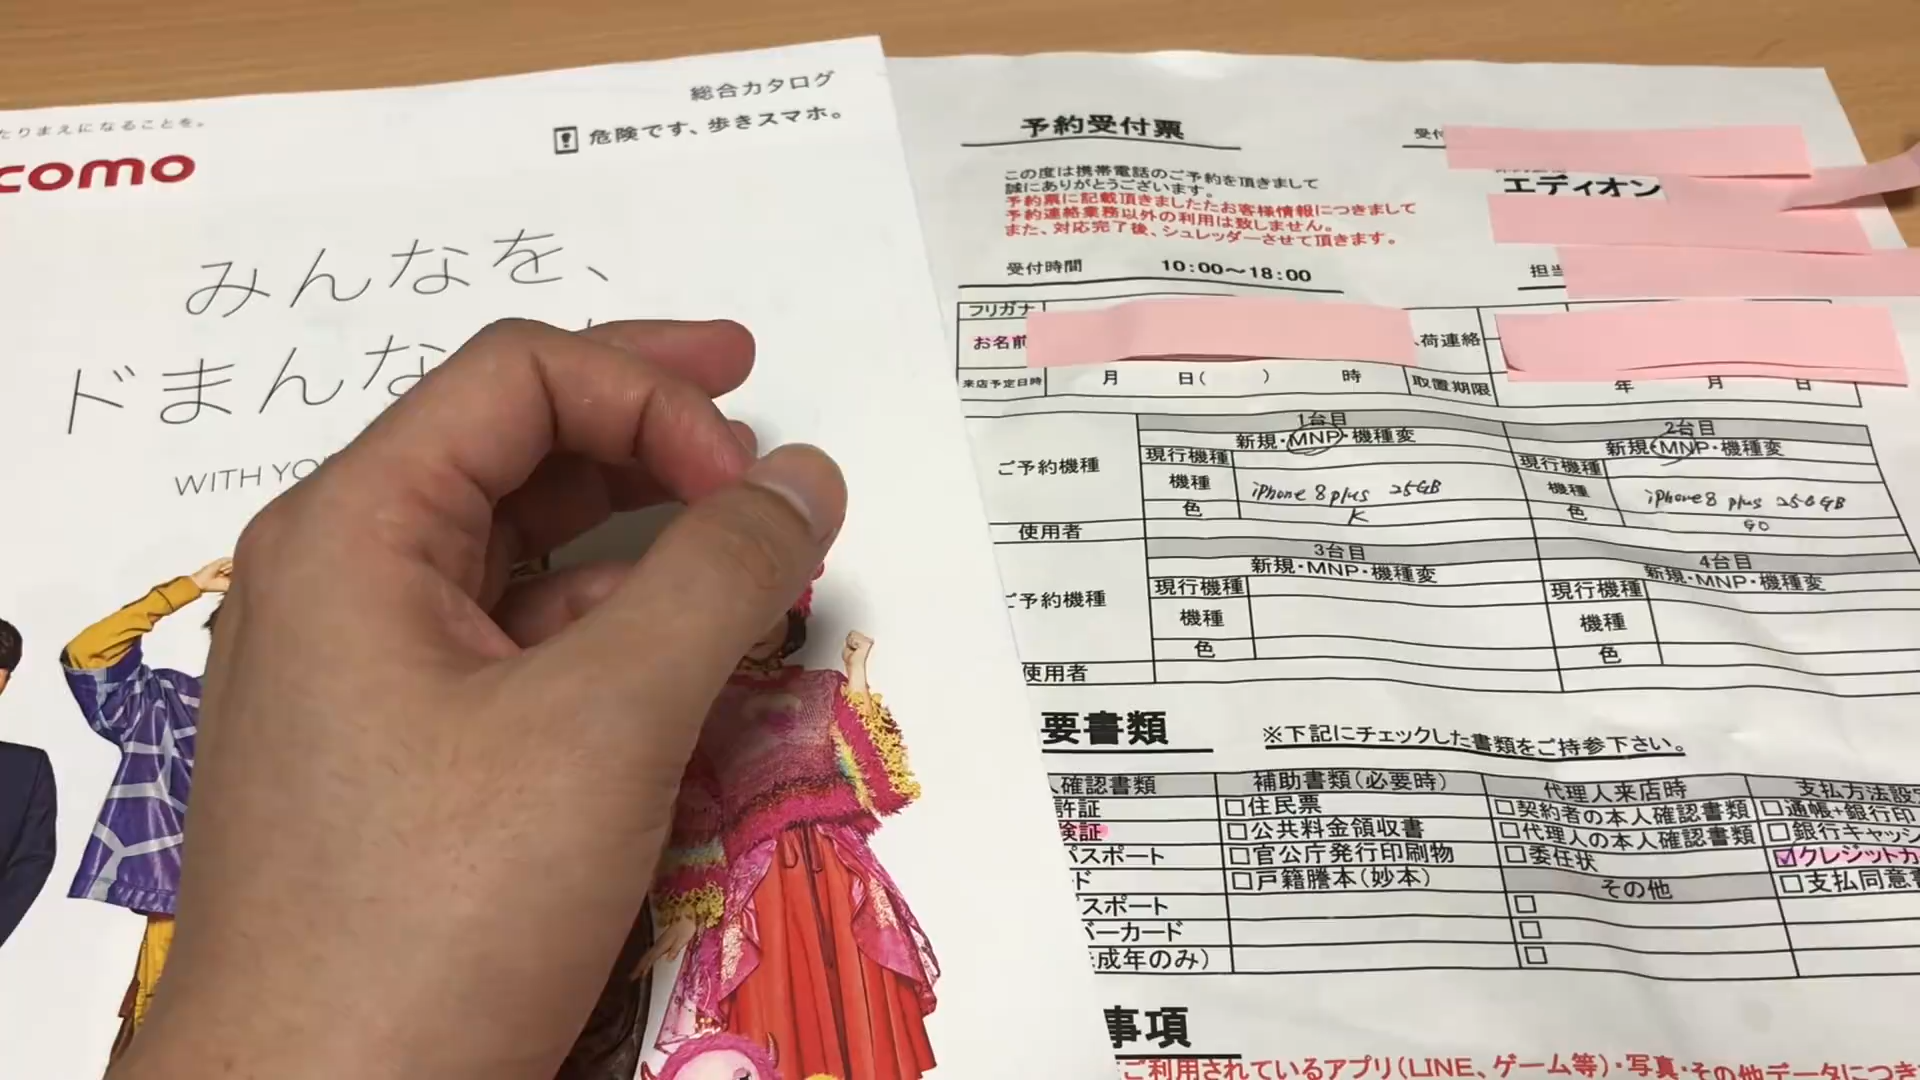 総合カタログ
危険です、歩きスマホ。
たりまえになることを。
como
みんなを、
ドまんな
WITH YO
予約受付票
受付
この度は携帯電話のご予約を頂きまして
誠にありがとうございます。
予約票に記載頂きましたたお客様情報につきまして
予約連絡業務以外の利用は致しません。
また、対応完了後、シュレッダーさせて頂きます。
エディオン
受付時間 10:00～18:00
担当
フリガナ
お名前
荷連絡
来店予定日時 月 日( ) 時 取置期限 年 月 日
1台目 2台目
新規・MNP・機種変 新規・MNP・機種変
ご予約機種
現行機種 現行機種
機種 iPhone 8 plus 25GB 機種 iPhone8 plus 256GB
色 K 色 GO
使用者
3台目 4台目
新規・MNP・機種変 新規・MNP・機種変
ご予約機種
現行機種 現行機種
機種 機種
色 色
使用者
要書類 ※下記にチェックした書類をご持参下さい。
人確認書類 補助書類(必要時) 代理人来店時 支払方法設定
許証 □住民票 □契約者の本人確認書類 □通帳+銀行印
険証 □公共料金領収書 □代理人の本人確認書類 □銀行キャッシ
パスポート □官公庁発行印刷物 □委任状 ☑クレジットカ
ド □戸籍謄本(妙本) その他 □支払同意書
スポート □
バーカード □
成年のみ) □
事項
ご利用されているアプリ(LINE、ゲーム等)・写真・その他データにつき